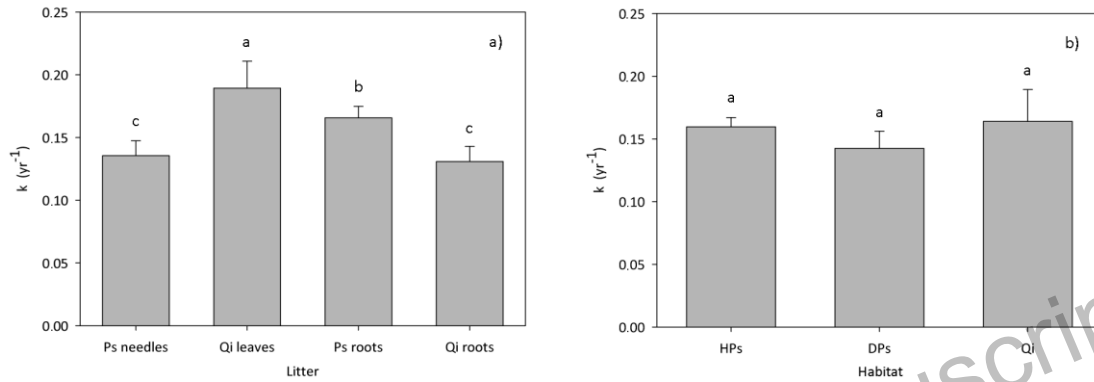 0.25
0.20
0.15
0.10
0.05
0.00
k (yr-1)
a)
c
a
b
c
Ps needles
Qi leaves
Ps roots
Qi roots
Litter
0.25
0.20
0.15
0.10
0.05
0.00
k (yr-1)
b)
a
a
a
HPs
DPs
Qi
Habitat